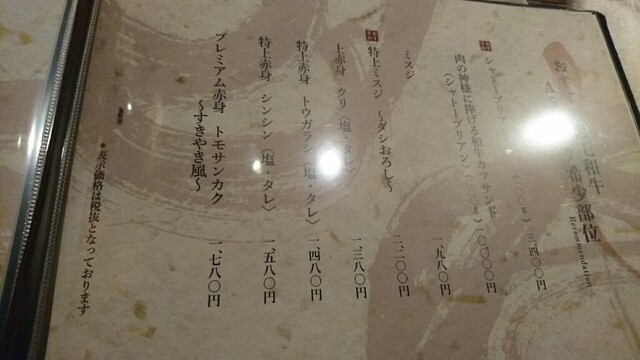 A5
希少部位
Recommendation
シャトーブリアン 三、四〇〇円
肉の神様に捧げる和牛カツサンド
(シャトーブリアン) 一〇、〇〇〇円
ミスジ 一、九八〇円
特上ミスジ ～ダシおろし～ 二、二〇〇円
上赤身 クリ〈塩・タレ〉 一、三八〇円
特上赤身 トウガラシ〈塩・タレ〉 一、四八〇円
特上赤身 シンシン〈塩・タレ〉 一、五八〇円
プレミアム赤身 トモサンカク
～すきやき風～ 一、七八〇円
*表示価格は税抜となっております